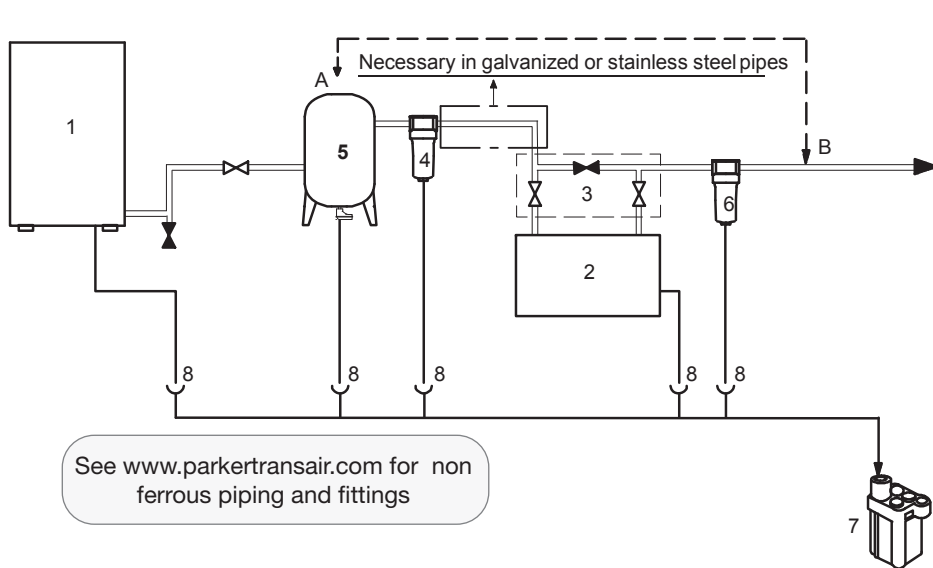 A
Necessary in galvanized or stainless steel pipes
1
5
4
B
3
6
2
8
8
8
8
8
See www.parkertransair.com for non
ferrous piping and fittings
7